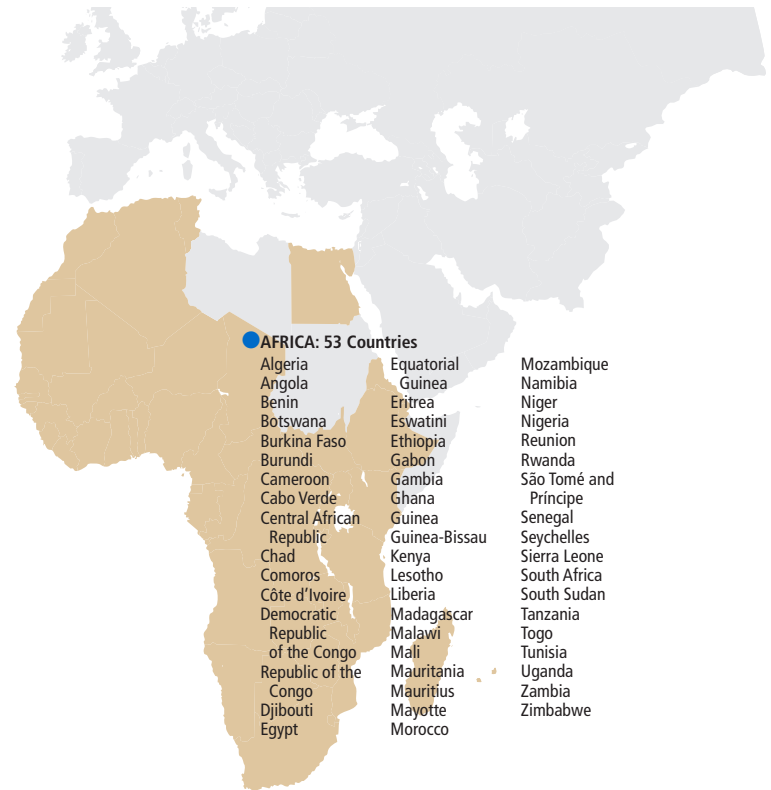 AFRICA: 53 Countries
Algeria
Angola
Benin
Botswana
Burkina Faso
Burundi
Cameroon
Cabo Verde
Central African
Republic
Chad
Comoros
Côte d’Ivoire
Democratic
Republic
of the Congo
Republic of the
Congo
Djibouti
Egypt
Equatorial
Guinea
Eritrea
Eswatini
Ethiopia
Gabon
Gambia
Ghana
Guinea
Guinea-Bissau
Kenya
Lesotho
Liberia
Madagascar
Malawi
Mali
Mauritania
Mauritius
Mayotte
Morocco
Mozambique
Namibia
Niger
Nigeria
Reunion
Rwanda
São Tomé and
Príncipe
Senegal
Seychelles
Sierra Leone
South Africa
South Sudan
Tanzania
Togo
Tunisia
Uganda
Zambia
Zimbabwe